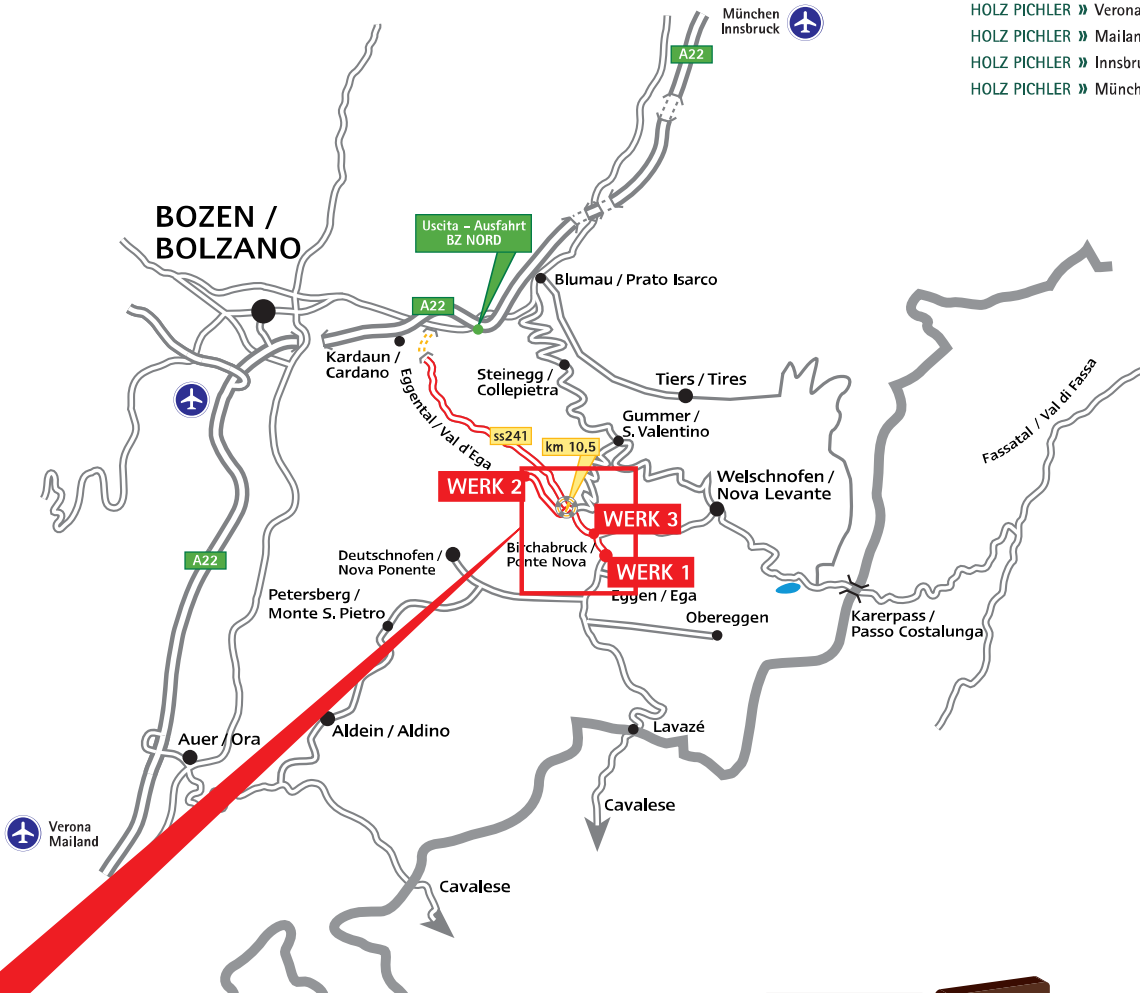 München
Innsbruck
HOLZ PICHLER » Verona
HOLZ PICHLER »
HOLZ PICHLER »
HOLZ PICHLER »
A22
BOZEN /
BOLZANO
Uscita – Ausfahrt
BZ NORD
Blumau / Prato Isarco
A22
Kardaun /
Cardano
Steinegg /
Collepietra
Tiers / Tires
Eggental / Val d'Ega
Gummer /
S. Valentino
Fassatal / Val di Fassa
ss241
km 10,5
WERK 2
Welschnofen /
Nova Levante
WERK 3
A22
Deutschnofen /
Nova Ponente
Birchabruck /
Ponte Nova
WERK 1
Eggen / Ega
Petersberg /
Monte S. Pietro
Obereggen
Karerpass /
Passo Costalunga
Auer / Ora
Aldein / Aldino
Lavazé
Cavalese
Verona
Mailand
Cavalese